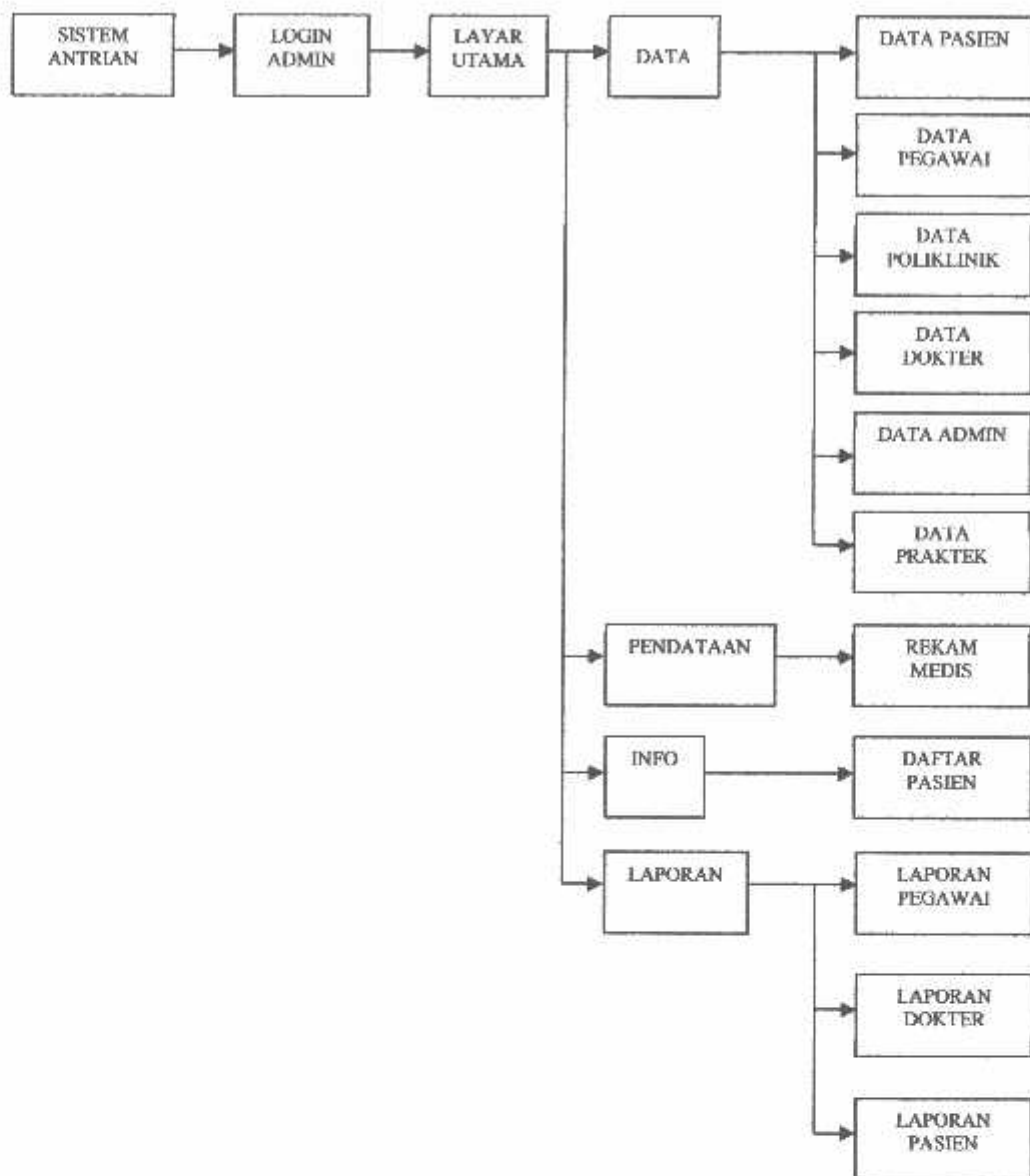 SISTEM
ANTRIAN
LOGIN
ADMIN
LAYAR
UTAMA
DATA
DATA PASIEN
DATA
PEGAWAI
DATA
POLIKLINIK
DATA
DOKTER
DATA ADMIN
DATA
PRAKTEK
PENDATAAN
REKAM
MEDIS
INFO
DAFTAR
PASIEN
LAPORAN
LAPORAN
PEGAWAI
LAPORAN
DOKTER
LAPORAN
PASIEN